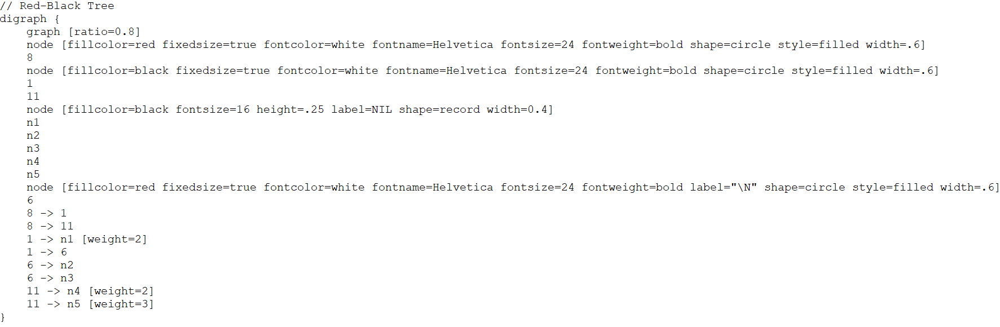 // Red-Black Tree
digraph {
    graph [ratio=0.8]
    node [fillcolor=red fixedsize=true fontcolor=white fontname=Helvetica fontsize=24 fontweight=bold shape=circle style=filled width=.6]
    8
    node [fillcolor=black fixedsize=true fontcolor=white fontname=Helvetica fontsize=24 fontweight=bold shape=circle style=filled width=.6]
    1
    11
    node [fillcolor=black fontsize=16 height=.25 label=NIL shape=record width=0.4]
    n1
    n2
    n3
    n4
    n5
    node [fillcolor=red fixedsize=true fontcolor=white fontname=Helvetica fontsize=24 fontweight=bold label="\N" shape=circle style=filled width=.6]
    6
    8 -> 1
    8 -> 11
    1 -> n1 [weight=2]
    1 -> 6
    6 -> n2
    6 -> n3
    11 -> n4 [weight=2]
    11 -> n5 [weight=3]
}